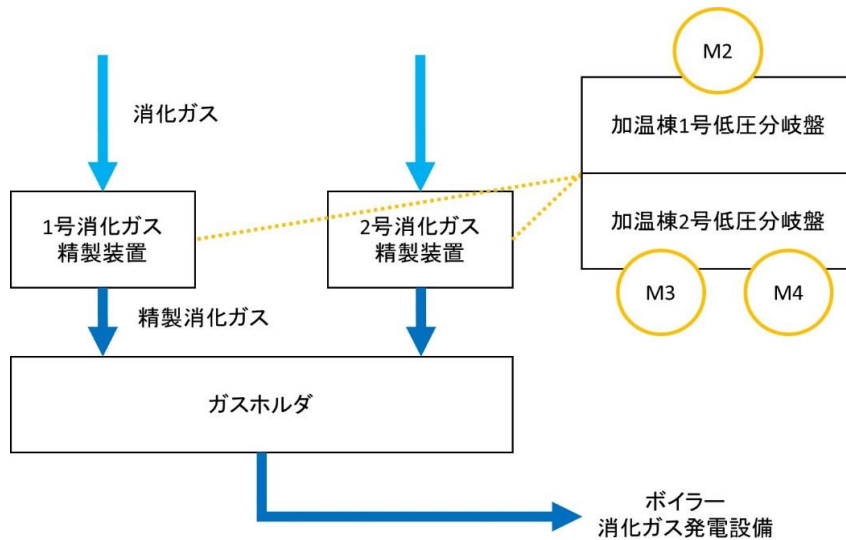 M2
消化ガス
加温棟1号低圧分岐盤
1号消化ガス
精製装置
2号消化ガス
精製装置
加温棟2号低圧分岐盤
M3
M4
精製消化ガス
ガスホルダ
ボイラー
消化ガス発電設備